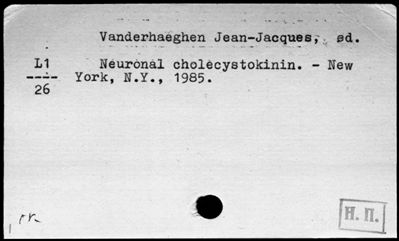 Vanderhaeghen Jean-Jacques, ed.
L1 Neuronal cholecystokinin. - New
26 York, N.Y., 1985.
Н. П.